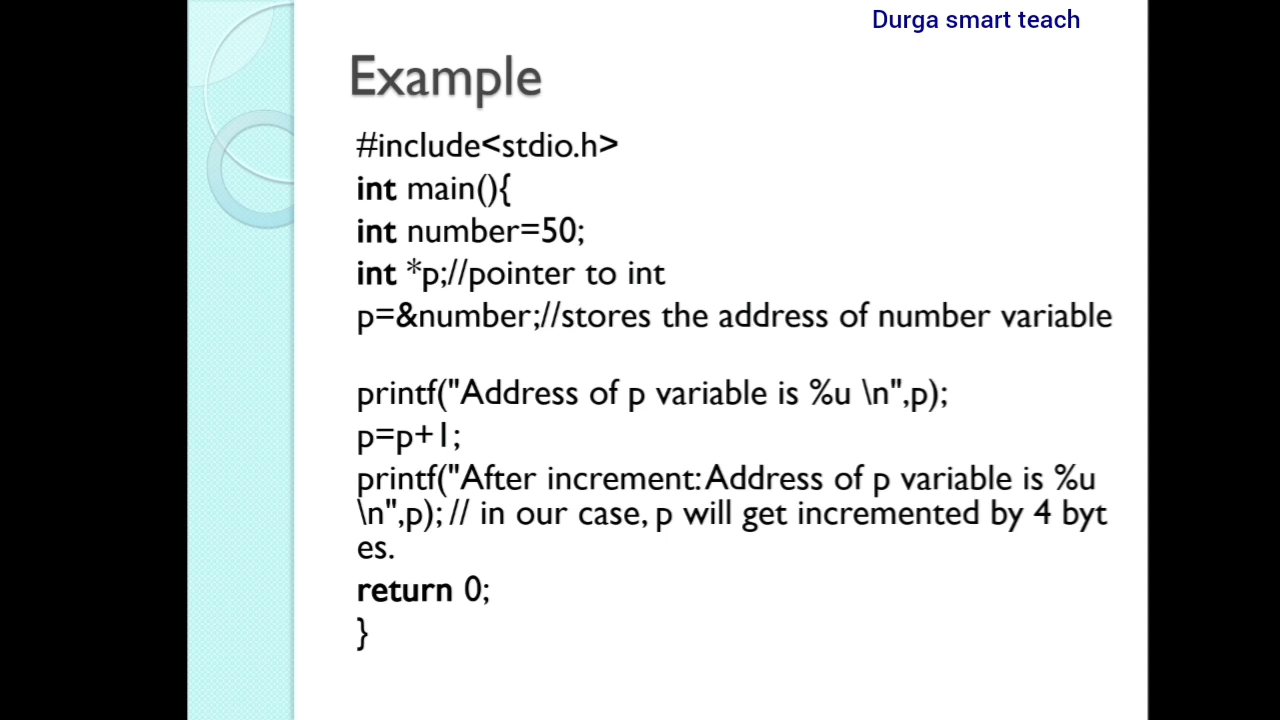 Durga smart teach
Example
#include<stdio.h>
int main(){
int number=50;
int *p;//pointer to int
p=&number;//stores the address of number variable
printf("Address of p variable is %u \n",p);
p=p+1;
printf("After increment: Address of p variable is %u
\n",p); // in our case, p will get incremented by 4 byt
es.
return 0;
}